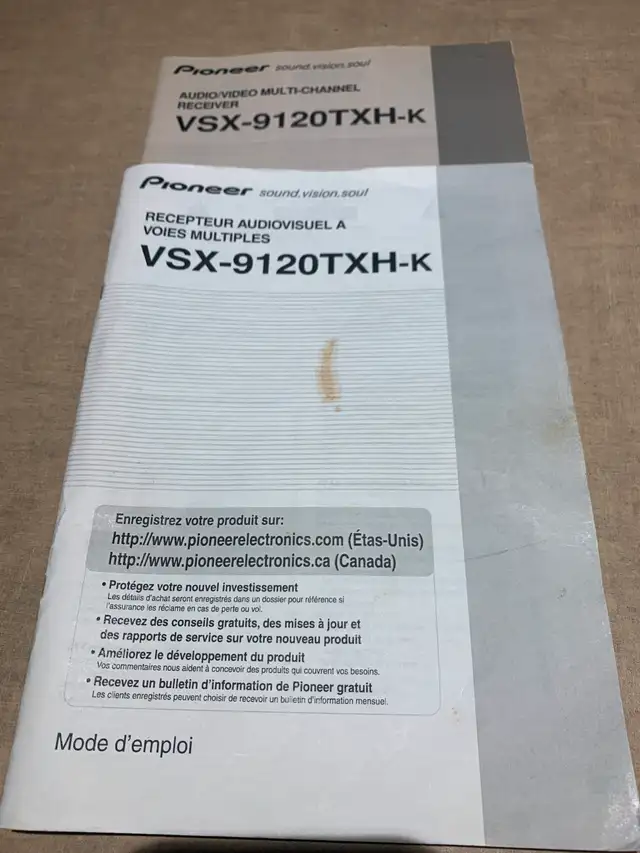 Pioneer sound.vision.soul
AUDIO/VIDEO MULTI-CHANNEL
RECEIVER
VSX-9120TXH-K
Pioneer sound.vision.soul
RECEPTEUR AUDIOVISUEL A
VOIES MULTIPLES
VSX-9120TXH-K
Enregistrez votre produit sur:
http://www.pioneerelectronics.com (Étas-Unis)
http://www.pioneerelectronics.ca (Canada)
• Protégez votre nouvel investissement
Les détails d'achat seront enregistrés dans un dossier pour référence si
l'assurance les réclame en cas de perte ou vol.
• Recevez des conseils gratuits, des mises à jour et
des rapports de service sur votre nouveau produit
• Améliorez le développement du produit
Vos commentaires nous aident à concevoir des produits qui couvrent vos besoins.
• Recevez un bulletin d'information de Pioneer gratuit
Les clients enregistrés peuvent choisir de recevoir un bulletin d'information mensuel.
Mode d'emploi